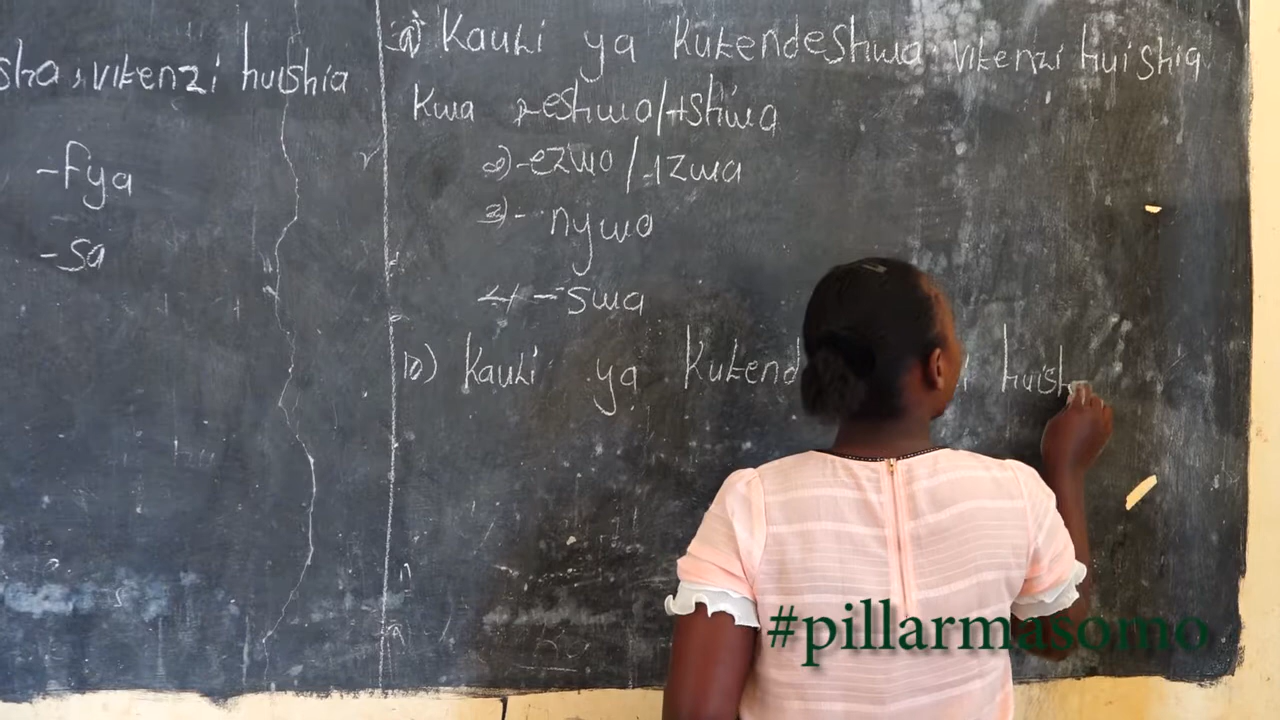 sha, vitenzi huishia
-fya
-sa
a) Kauli ya Kutendeshwa, vitenzi huishia
Kwa 1-eshwa/-ishwa
2)-ezwa/-izwa
3)- nywa
4 - swa
b) Kauli ya Kutend huish
#pillarmasomo